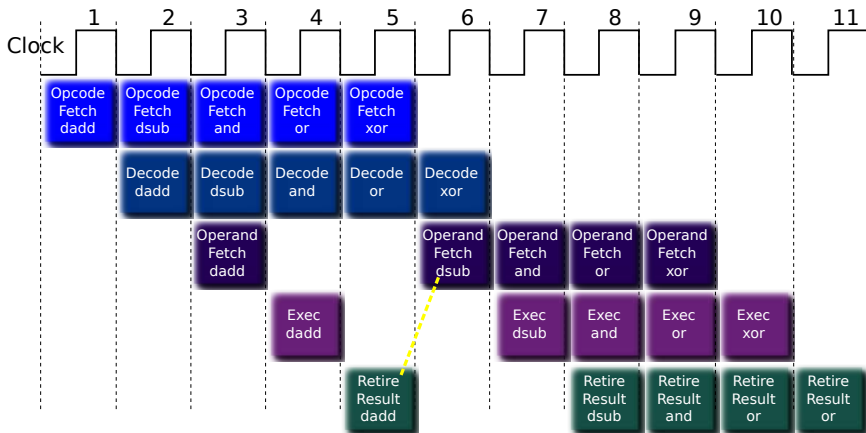 1 2 3 4 5 6 7 8 9 10 11
Clock
Opcode
Fetch
dadd
Opcode
Fetch
dsub
Opcode
Fetch
and
Opcode
Fetch
or
Opcode
Fetch
xor
Decode
dadd
Decode
dsub
Decode
and
Decode
or
Decode
xor
Operand
Fetch
dadd
Operand
Fetch
dsub
Operand
Fetch
and
Operand
Fetch
or
Operand
Fetch
xor
Exec
dadd
Exec
dsub
Exec
and
Exec
or
Exec
xor
Retire
Result
dadd
Retire
Result
dsub
Retire
Result
and
Retire
Result
or
Retire
Result
or